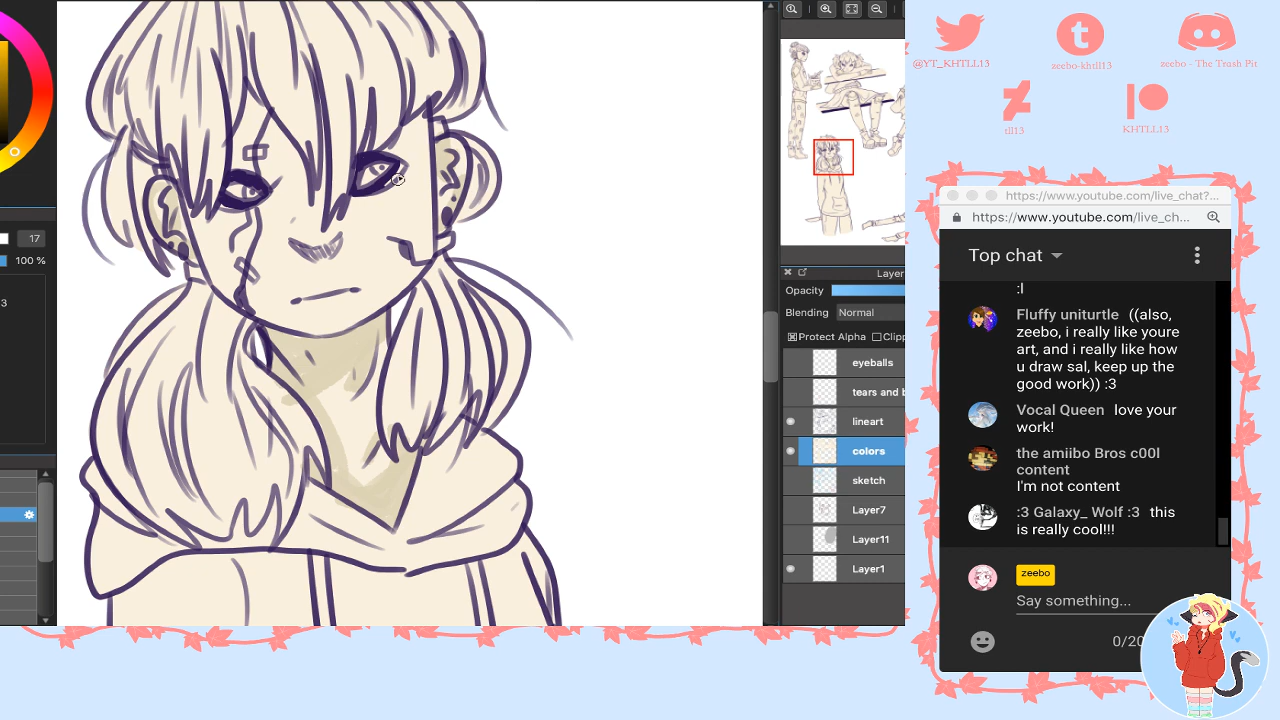 @YT_KHTLL13
zeebo-khtll13
zeebo - The Trash Pit
tll13
KHTLL13
17
100 %
3
Layer
Opacity
Blending Normal
Protect Alpha Clipp
eyeballs
tears and b
lineart
colors
sketch
Layer7
Layer11
Layer1
https://www.youtube.com/live_chat?...
https://www.youtube.com/live_ch...
Top chat
:l
Fluffy uniturtle ((also,
zeebo, i really like youre
art, and i really like how
u draw sal, keep up the
good work)) :3
Vocal Queen love your
work!
the amiibo Bros c00l
content
I'm not content
:3 Galaxy_ Wolf :3 this
is really cool!!!
zeebo
Say something...
0/20